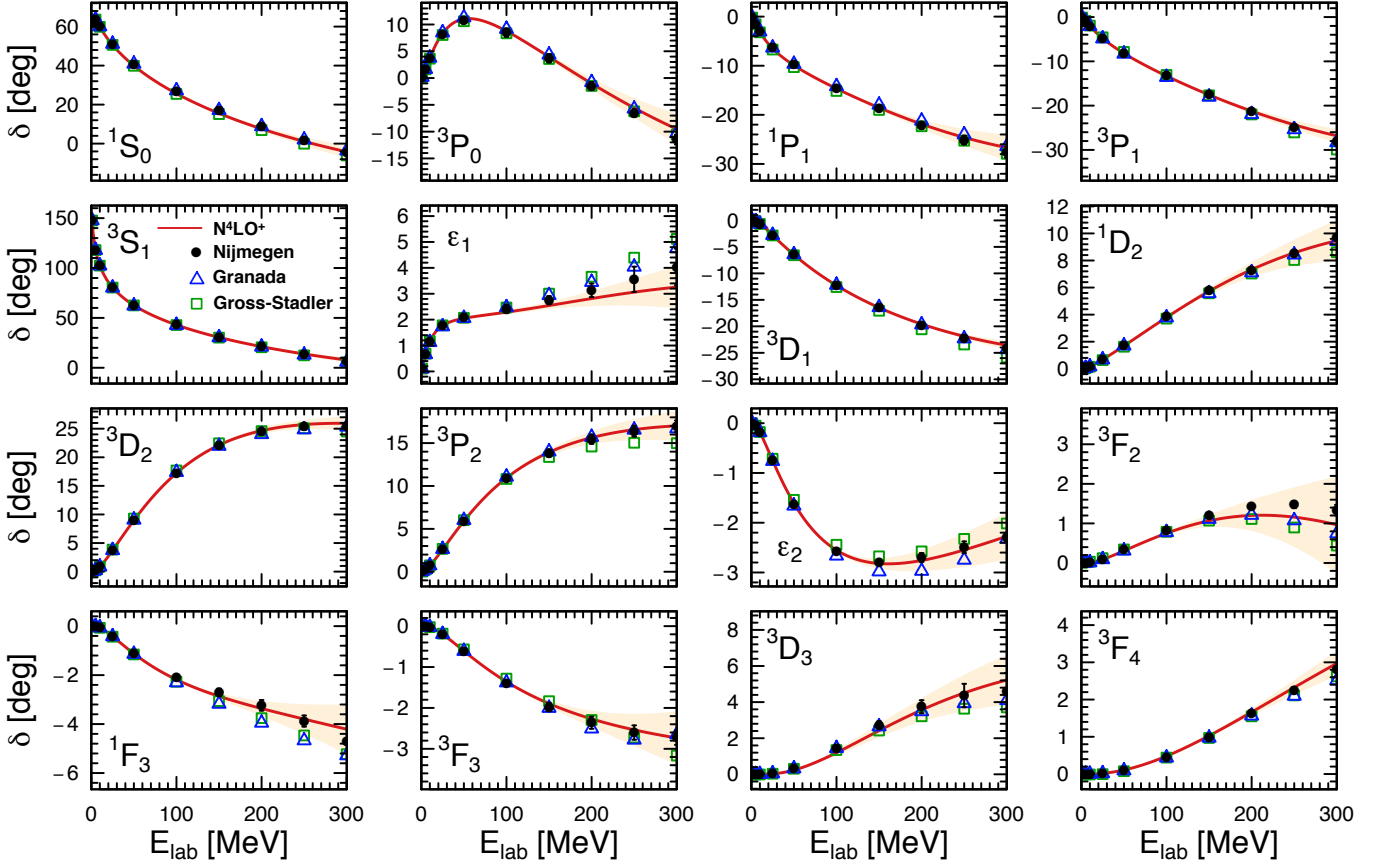 δ [deg]
60
40
20
0
¹S₀
10
5
0
−5
−10
−15
³P₀
0
−10
−20
−30
¹P₁
0
−10
−20
−30
³P₁
δ [deg]
150
100
50
0
³S₁
N⁴LO⁺
Nijmegen
Granada
Gross-Stadler
6
5
4
3
2
1
0
ε₁
0
−5
−10
−15
−20
−25
−30
³D₁
12
10
8
6
4
2
0
¹D₂
δ [deg]
25
20
15
10
5
0
³D₂
15
10
5
0
³P₂
0
−1
−2
−3
ε₂
3
2
1
0
³F₂
δ [deg]
0
−2
−4
−6
¹F₃
0
−1
−2
−3
³F₃
8
6
4
2
0
³D₃
4
3
2
1
0
³F₄
0 100 200 300
0 100 200 300
0 100 200 300
0 100 200 300
E_lab [MeV]
E_lab [MeV]
E_lab [MeV]
E_lab [MeV]